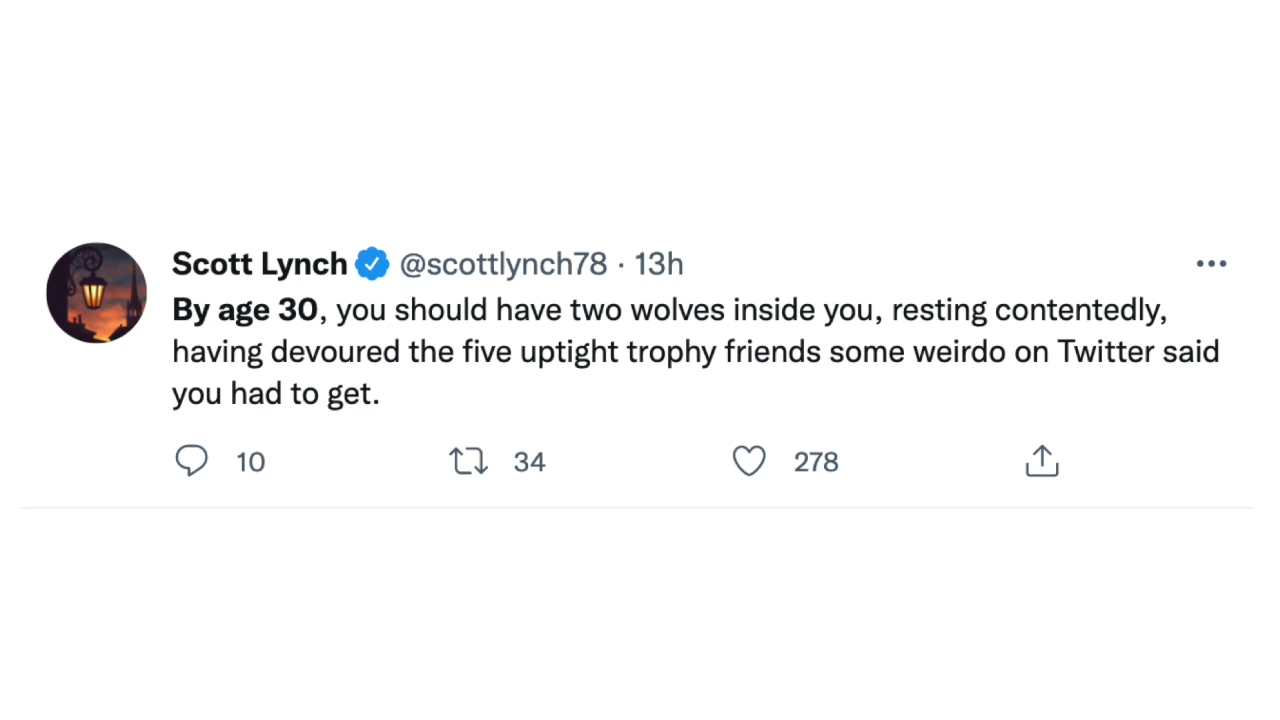 Scott Lynch @scottlynch78 · 13h
By age 30, you should have two wolves inside you, resting contentedly,
having devoured the five uptight trophy friends some weirdo on Twitter said
you had to get.
10 34 278